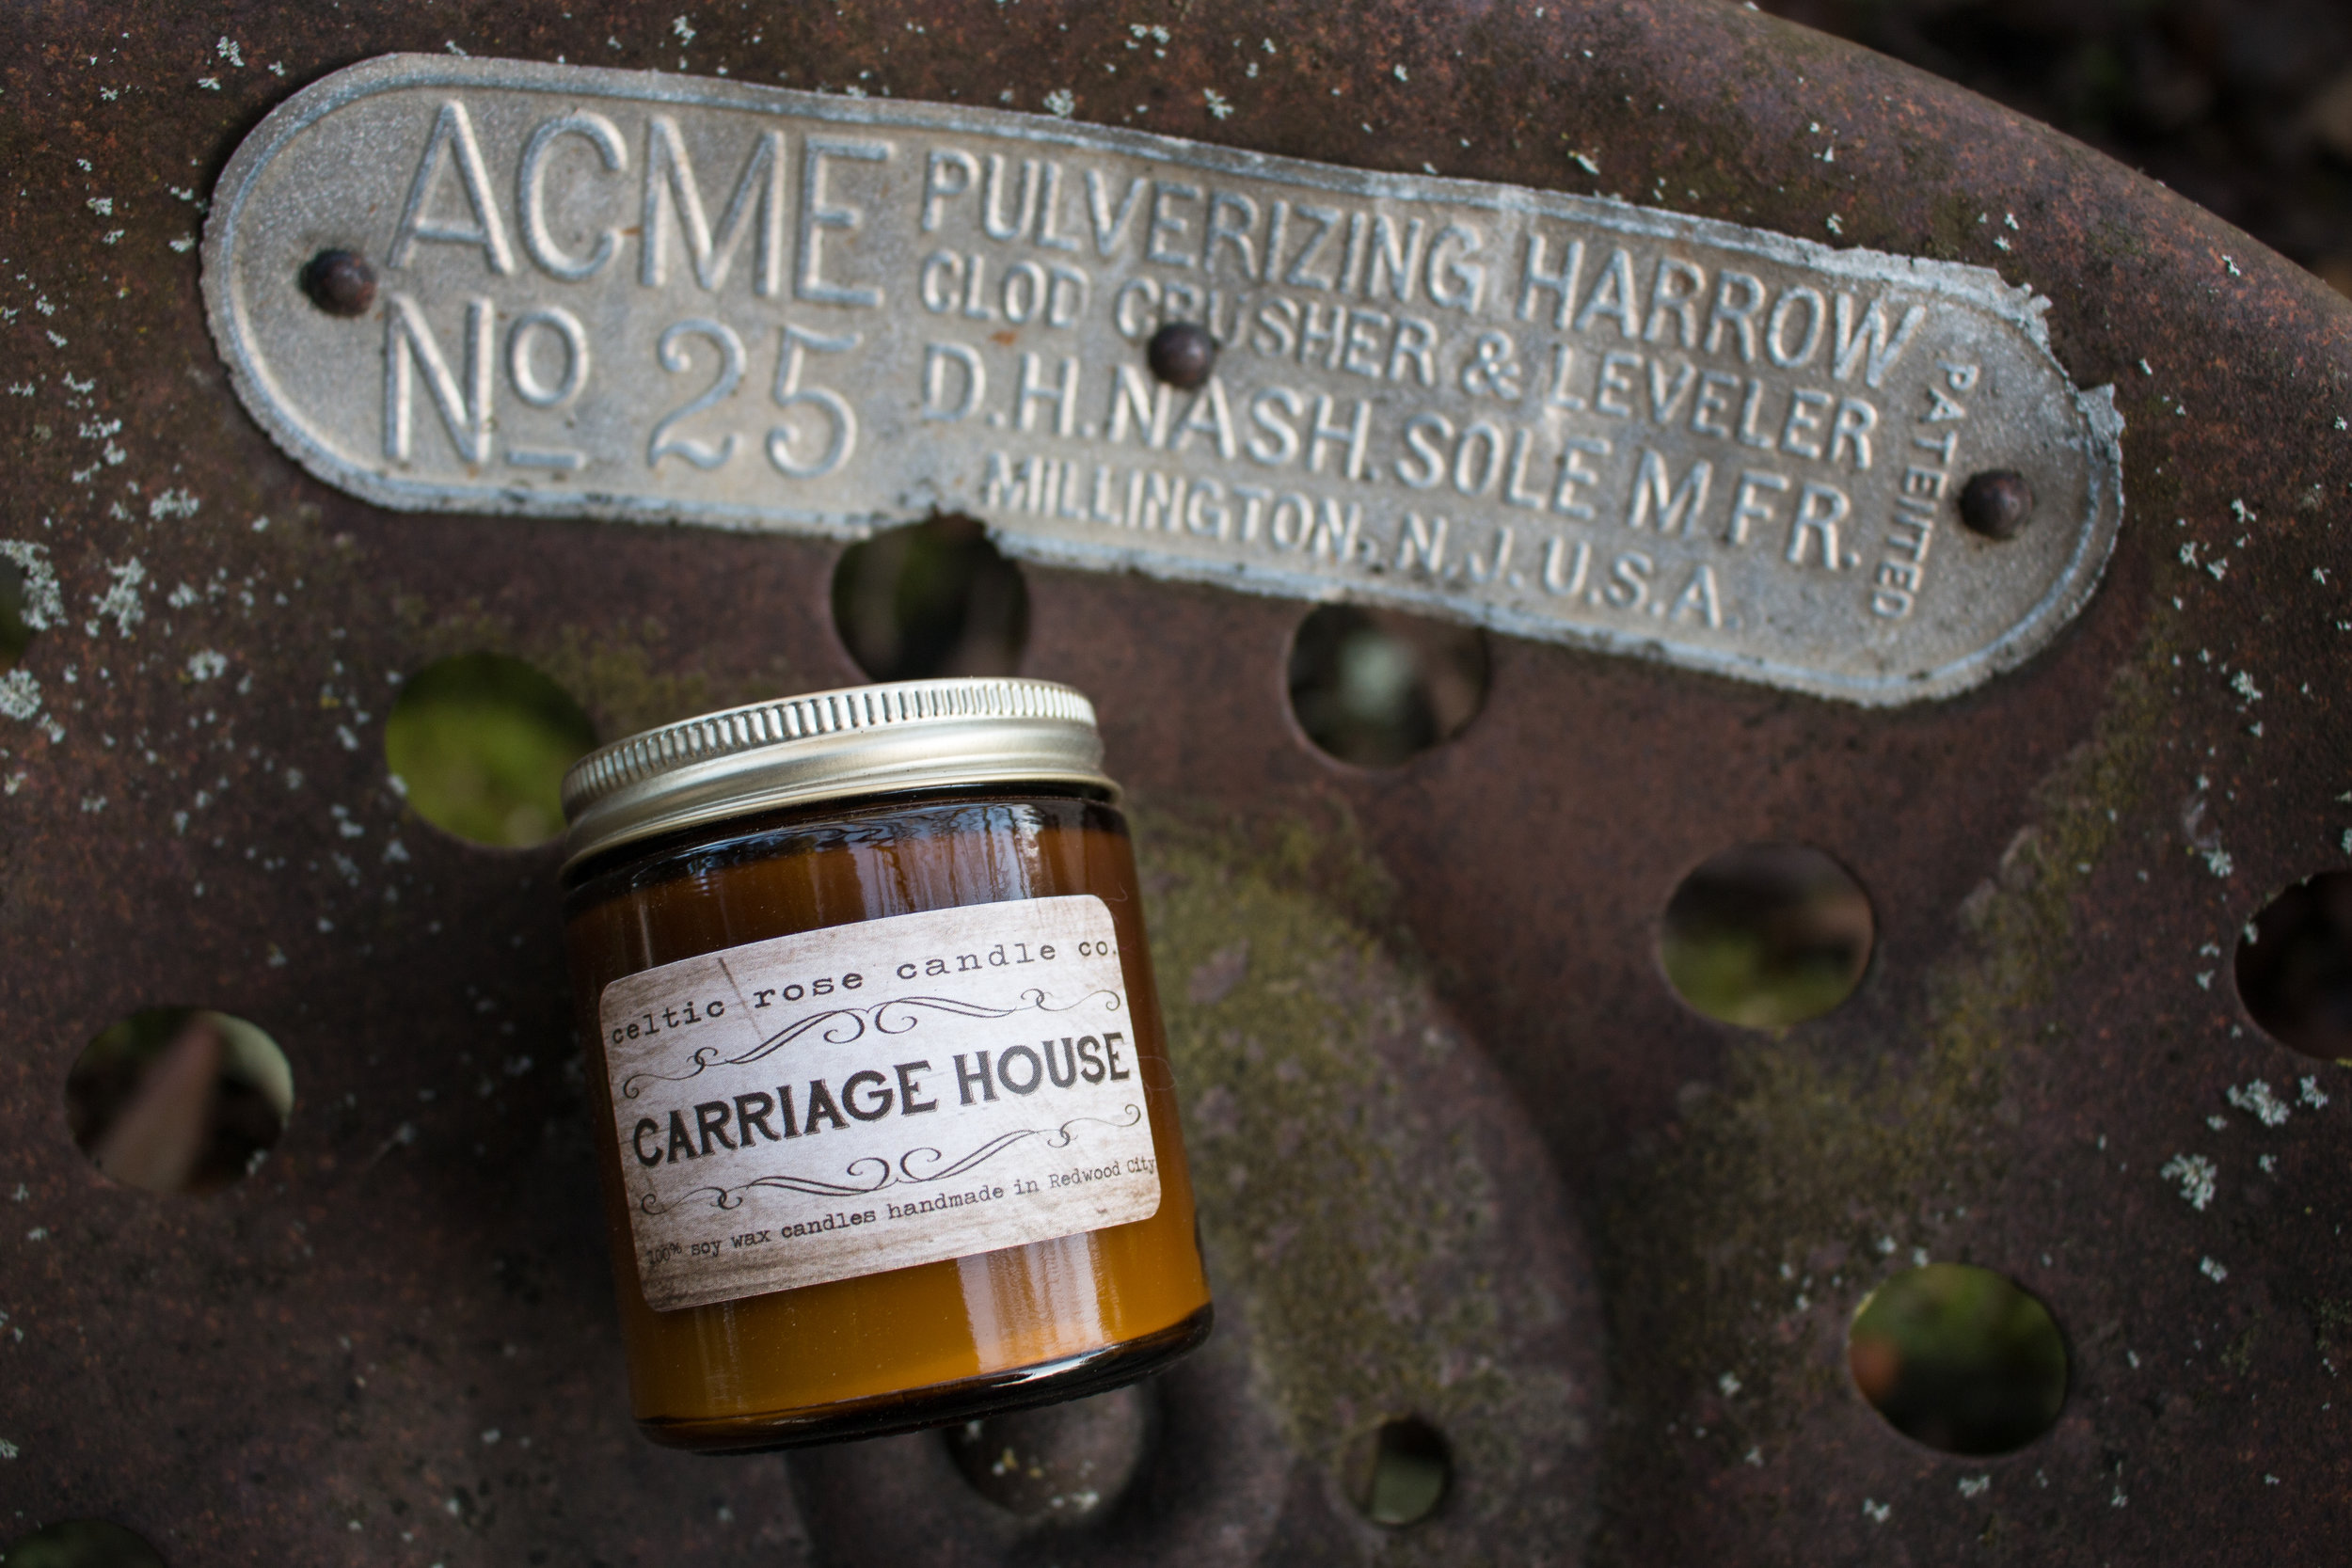 ACME
No 25
PULVERIZING HARROW
CLOD CRUSHER & LEVELER
D.H.NASH. SOLE MFR.
MILLINGTON, N.J. U.S.A.
PATENTED
celtic rose candle co.
CARRIAGE HOUSE
100% soy wax candles handmade in Redwood City